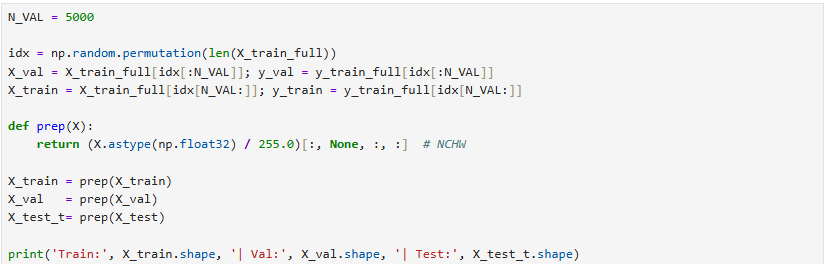 N_VAL = 5000
idx = np.random.permutation(len(X_train_full))
X_val = X_train_full[idx[:N_VAL]]; y_val = y_train_full[idx[:N_VAL]]
X_train = X_train_full[idx[N_VAL:]]; y_train = y_train_full[idx[N_VAL:]]
def prep(X):
    return (X.astype(np.float32) / 255.0)[:, None, :, :]  # NCHW
X_train = prep(X_train)
X_val   = prep(X_val)
X_test_t= prep(X_test)
print('Train:', X_train.shape, '| Val:', X_val.shape, '| Test:', X_test_t.shape)